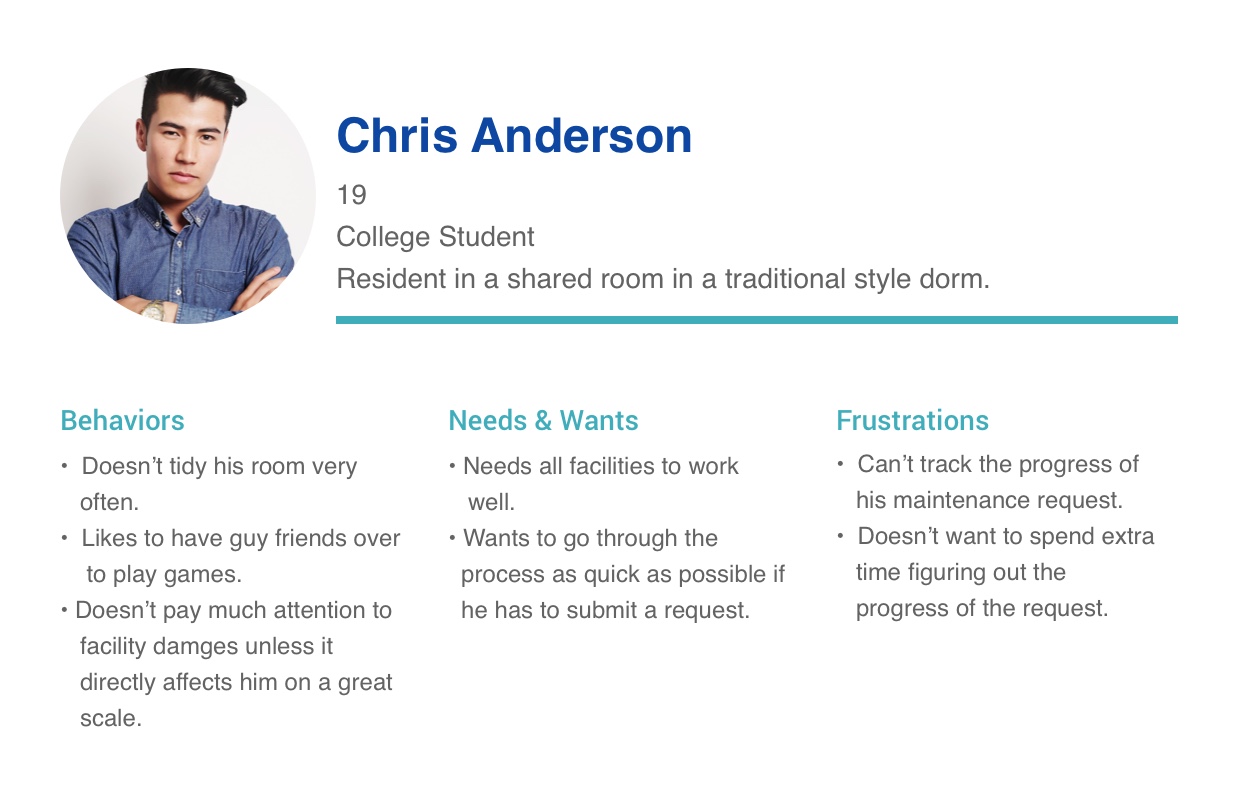 Chris Anderson
19
College Student
Resident in a shared room in a traditional style dorm.
Behaviors
• Doesn’t tidy his room very
often.
• Likes to have guy friends over
to play games.
• Doesn’t pay much attention to
facility damges unless it
directly affects him on a great
scale.
Needs & Wants
• Needs all facilities to work
well.
• Wants to go through the
process as quick as possible if
he has to submit a request.
Frustrations
• Can’t track the progress of
his maintenance request.
• Doesn’t want to spend extra
time figuring out the
progress of the request.